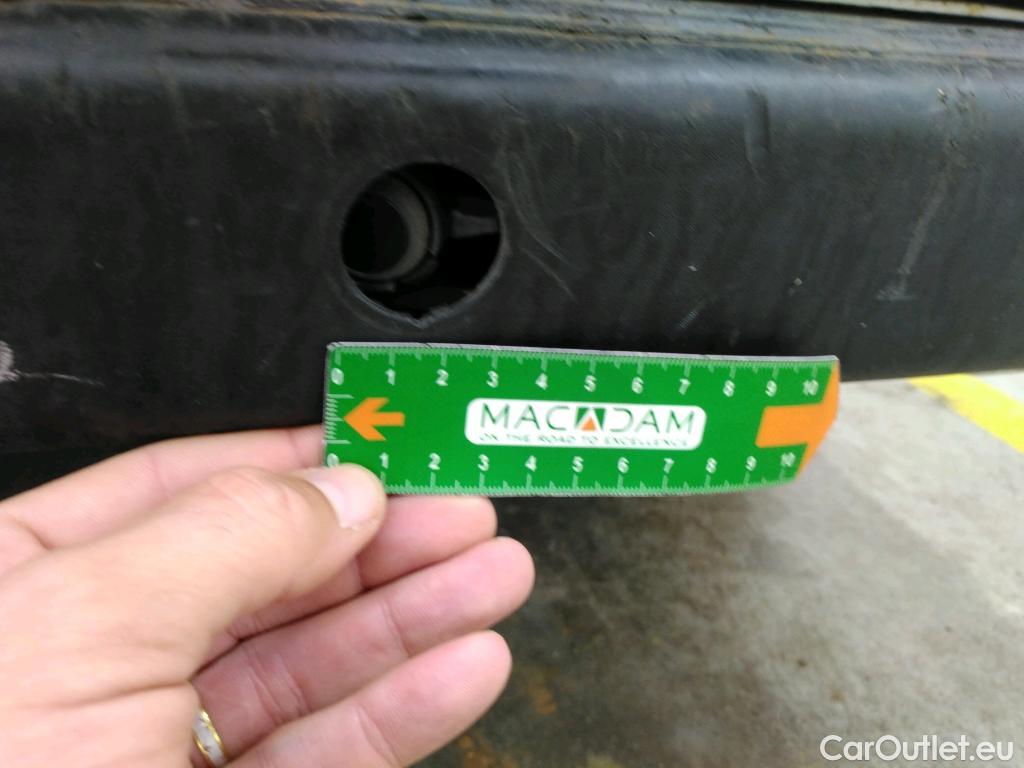 0 1 2 3 4 5 6 7 8 9 10
MACADAM
ON THE ROAD TO EXCELLENCE
0 1 2 3 4 5 6 7 8 9 10
CarOutlet.eu